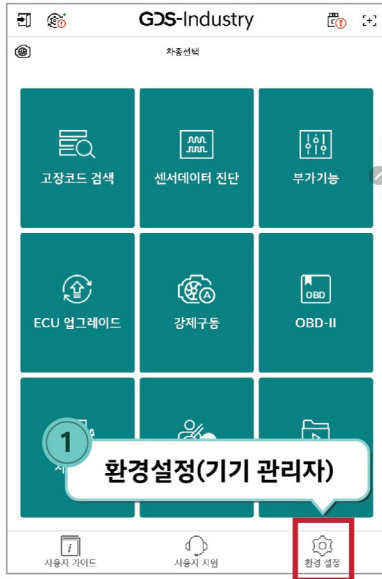 GDS-Industry
차종선택
고장코드 검색
센서데이터 진단
부가기능
ECU 업그레이드
강제구동
OBD
OBD-II
1
환경설정(기기 관리자)
사용자 가이드
사용자 지원
환경 설정